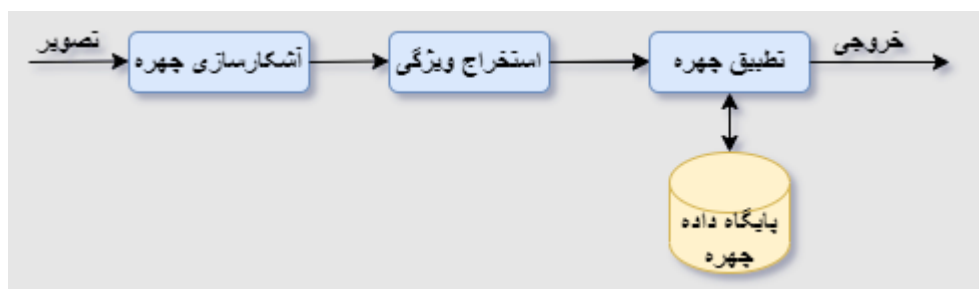 تصویر
آشکارسازی چهره
استخراج ویژگی
تطبیق چهره
خروجی
پایگاه داده
چهره